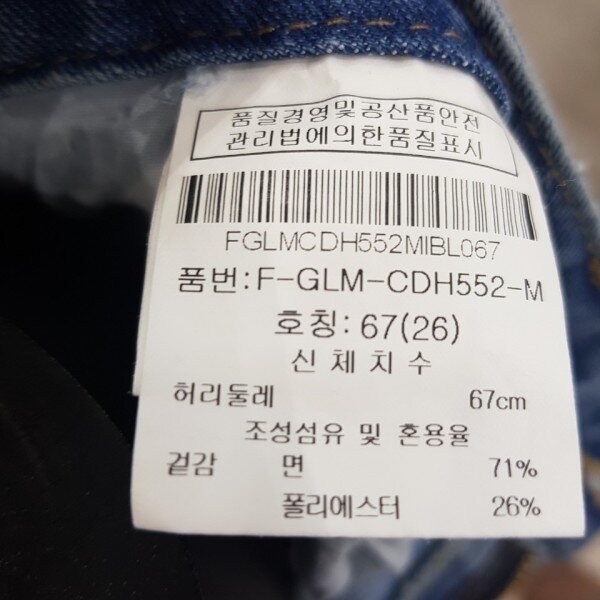 품질경영및공산품안전
관리법에의한품질표시
FGLMCDH552MIBL067
품번:F-GLM-CDH552-M
호칭:67(26)
신체치수
허리둘레 67cm
조성섬유 및 혼용율
겉감 면 71%
폴리에스터 26%